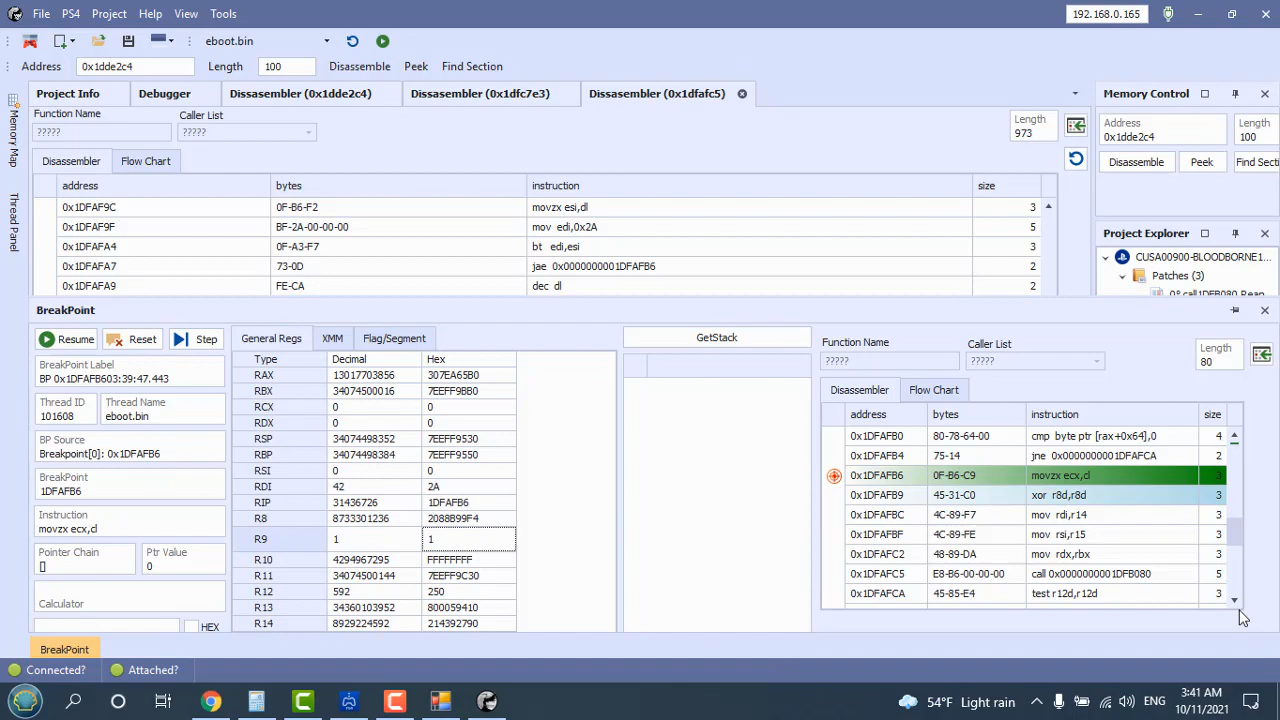 File PS4 Project Help View Tools 192.168.0.165
eboot.bin
Address 0x1dde2c4 Length 100 Disassemble Peek Find Section
Project Info Debugger Dissasembler (0x1dde2c4) Dissasembler (0x1dfc7e3) Dissasembler (0x1dfafc5) Memory Control
Memory Map
Thread Panel
Function Name Caller List Length
????? ????? 973
Address Length
0x1dde2c4 100
Disassembler Flow Chart Disassemble Peek Find Secti
address bytes instruction size
0x1DFAF9C 0F-B6-F2 movzx esi,dl 3
0x1DFAF9F BF-2A-00-00-00 mov edi,0x2A 5
0x1DFAFA4 0F-A3-F7 bt edi,esi 3
0x1DFAFA7 73-0D jae 0x0000000001DFAFB6 2
0x1DFAFA9 FE-CA dec dl 2
Project Explorer
CUSA00900-BLOODBORNE1...
Patches (3)
BreakPoint
Resume Reset Step
General Regs XMM Flag/Segment GetStack
BreakPoint Label
BP 0x1DFAFB603:39:47.443
Thread ID Thread Name
101608 eboot.bin
BP Source
Breakpoint[0]: 0x1DFAFB6
BreakPoint
1DFAFB6
Instruction
movzx ecx,cl
Pointer Chain Ptr Value
[] 0
Calculator
HEX
Type Decimal Hex
RAX 13017703856 307EA65B0
RBX 34074500016 7EEFF9BB0
RCX 0 0
RDX 0 0
RSP 34074498352 7EEFF9530
RBP 34074498384 7EEFF9550
RSI 0 0
RDI 42 2A
RIP 31436726 1DFAFB6
R8 8733301236 2088B99F4
R9 1 1
R10 4294967295 FFFFFFFF
R11 34074500144 7EEFF9C30
R12 592 250
R13 34360103952 800059410
R14 8929224592 214392790
Function Name Caller List Length
????? ????? 80
Disassembler Flow Chart
address bytes instruction size
0x1DFAFB0 80-78-64-00 cmp byte ptr [rax+0x64],0 4
0x1DFAFB4 75-14 jne 0x0000000001DFAFCA 2
0x1DFAFB6 0F-B6-C9 movzx ecx,cl 3
0x1DFAFB9 45-31-C0 xor r8d,r8d 3
0x1DFAFBC 4C-89-F7 mov rdi,r14 3
0x1DFAFBF 4C-89-FE mov rsi,r15 3
0x1DFAFC2 48-89-DA mov rdx,rbx 3
0x1DFAFC5 E8-B6-00-00-00 call 0x0000000001DFB080 5
0x1DFAFCA 45-85-E4 test r12d,r12d 3
BreakPoint
Connected? Attached?
54°F Light rain ENG 3:41 AM
10/11/2021